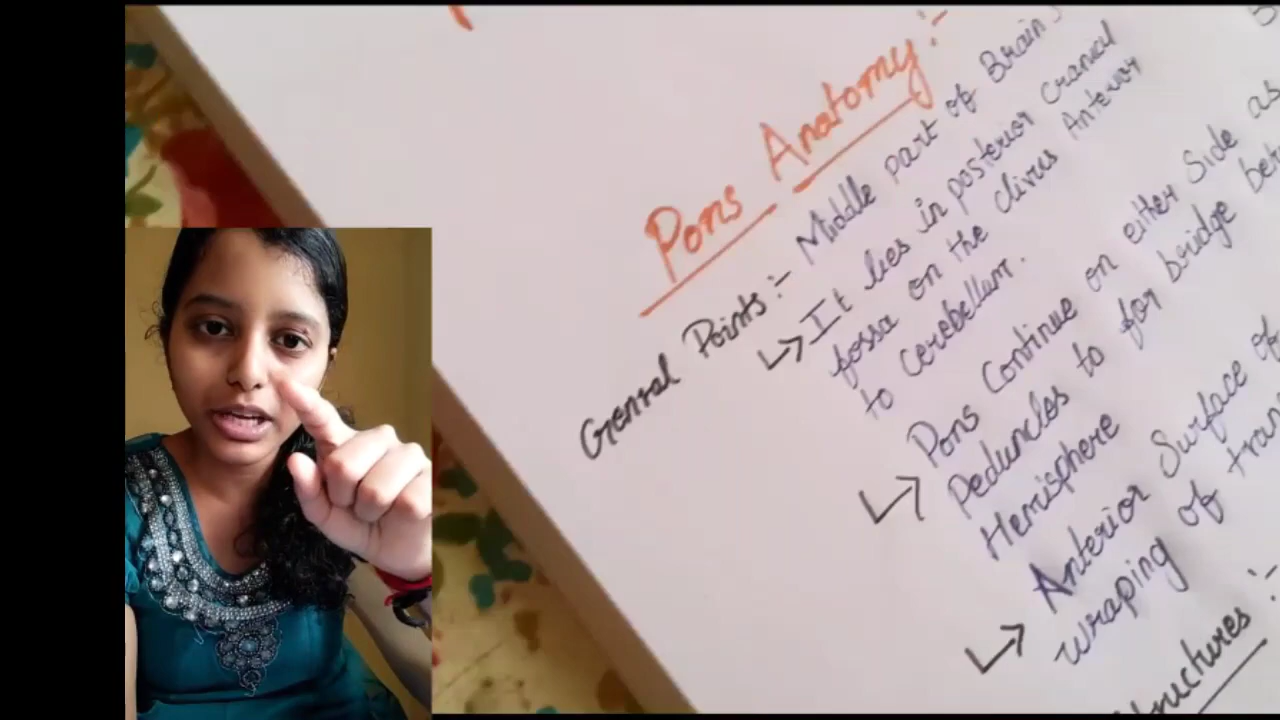 Pons Anatomy:-
General Points:- Middle part of Brain
↳ It lies in posterior cranial
fossa on the clivus Anterior
to cerebellum.
↳ Pons Continue on either Side as
Peduncles to for bridge
Hemisphere
↳ Anterior Surface of
wraping of